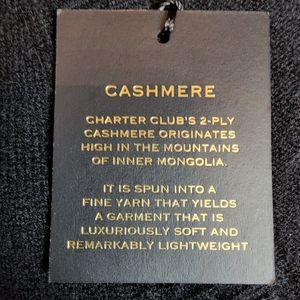 CASHMERE
CHARTER CLUB'S 2-PLY
CASHMERE ORIGINATES
HIGH IN THE MOUNTAINS
OF INNER MONGOLIA.
IT IS SPUN INTO A
FINE YARN THAT YIELDS
A GARMENT THAT IS
LUXURIOUSLY SOFT AND
REMARKABLY LIGHTWEIGHT